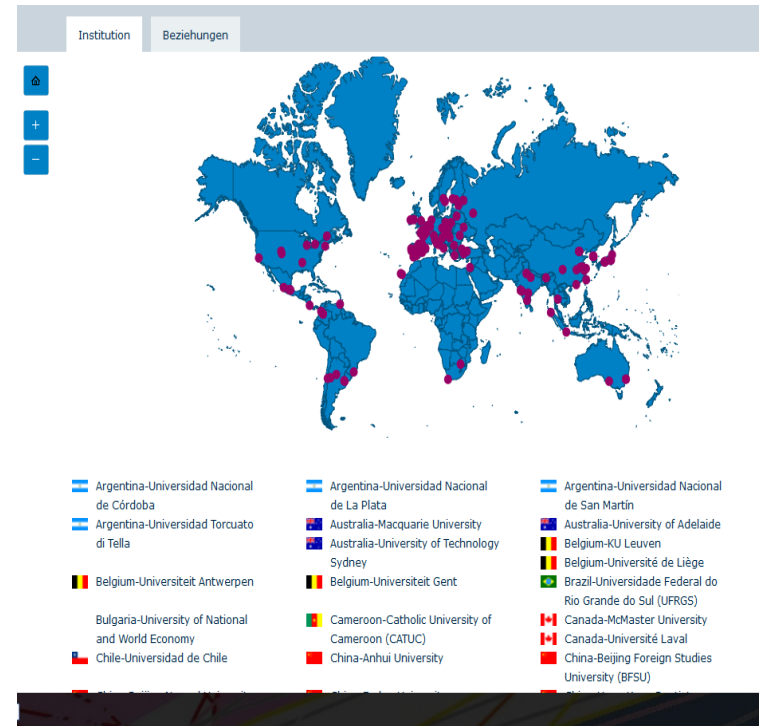 Institution
Beziehungen
+
−
Argentina-Universidad Nacional
de Córdoba
Argentina-Universidad Nacional
de La Plata
Argentina-Universidad Nacional
de San Martín
Argentina-Universidad Torcuato
di Tella
Australia-Macquarie University
Australia-University of Technology
Sydney
Australia-University of Adelaide
Belgium-KU Leuven
Belgium-Université de Liège
Belgium-Universiteit Antwerpen
Belgium-Universiteit Gent
Brazil-Universidade Federal do
Rio Grande do Sul (UFRGS)
Bulgaria-University of National
and World Economy
Cameroon-Catholic University of
Cameroon (CATUC)
Canada-McMaster University
Canada-Université Laval
Chile-Universidad de Chile
China-Anhui University
China-Beijing Foreign Studies
University (BFSU)